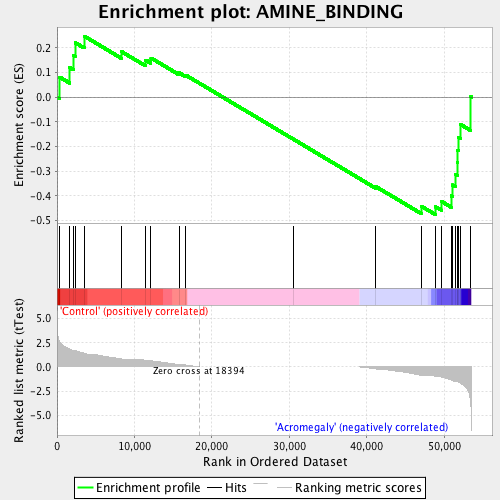 Enrichment plot: AMINE_BINDING
Enrichment score (ES)
0.2
0.1
0.0
-0.1
-0.2
-0.3
-0.4
-0.5
'Control' (positively correlated)
Ranked list metric (tTest)
5.0
2.5
0.0
-2.5
-5.0
Zero cross at 18394
'Acromegaly' (negatively correlated)
0 10,000 20,000 30,000 40,000 50,000
Rank in Ordered Dataset
Enrichment profile Hits Ranking metric scores